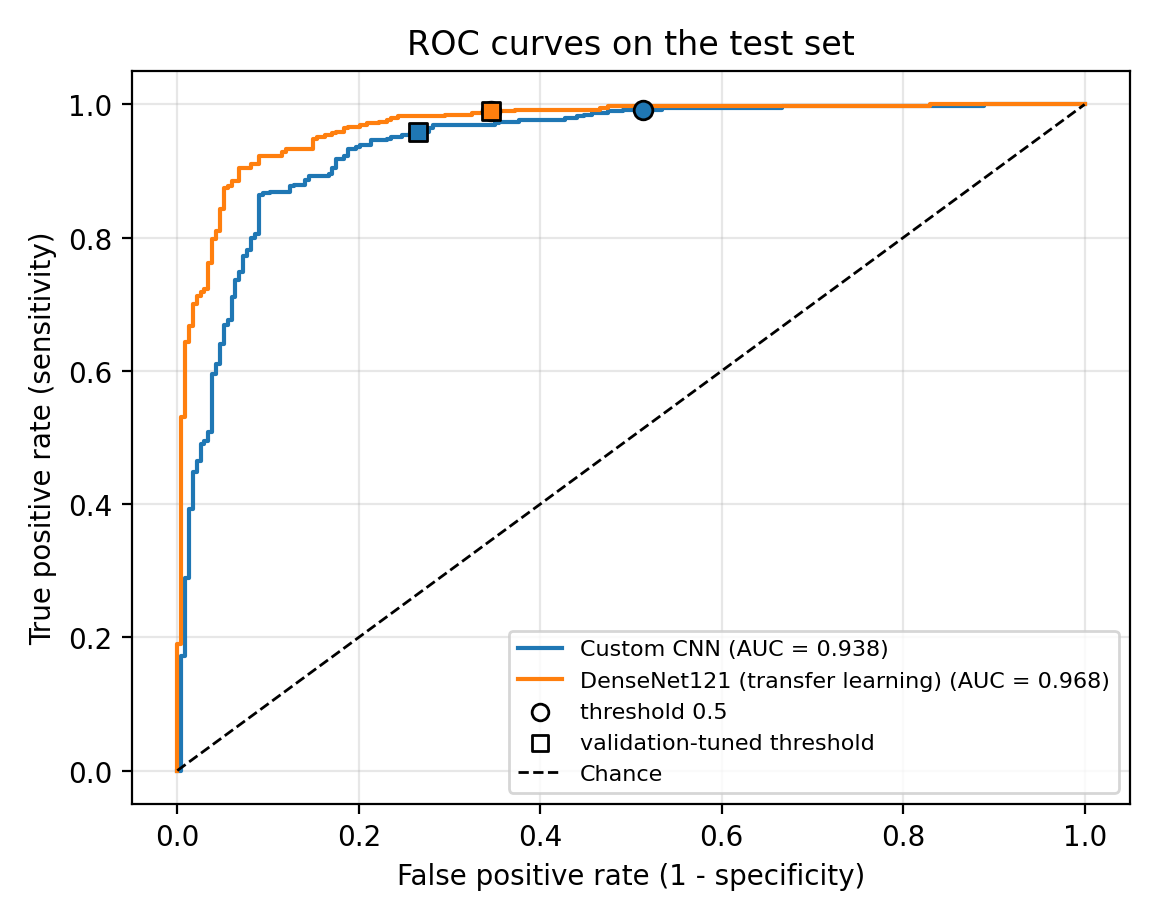 ROC curves on the test set
True positive rate (sensitivity)
1.0
0.8
0.6
0.4
0.2
0.0
0.0 0.2 0.4 0.6 0.8 1.0
False positive rate (1 - specificity)
Custom CNN (AUC = 0.938)
DenseNet121 (transfer learning) (AUC = 0.968)
threshold 0.5
validation-tuned threshold
Chance